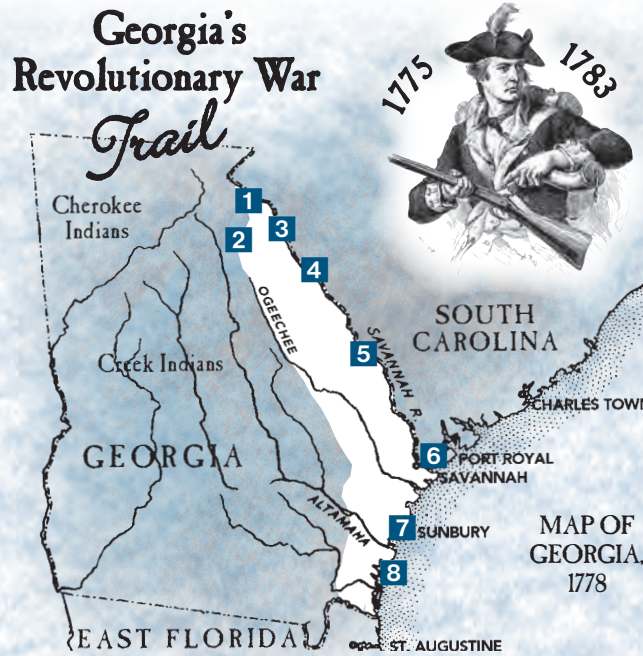 Georgia's
Revolutionary War
Trail
1775
1783
Cherokee
Indians
1
2
3
4
OGEECHEE
SAVANNAH R.
SOUTH
CAROLINA
Creek Indians
5
CHARLES TOWN
GEORGIA
6
PORT ROYAL
SAVANNAH
ALTAMAHA
7
SUNBURY
MAP OF
GEORGIA,
1778
8
EAST FLORIDA
ST. AUGUSTINE